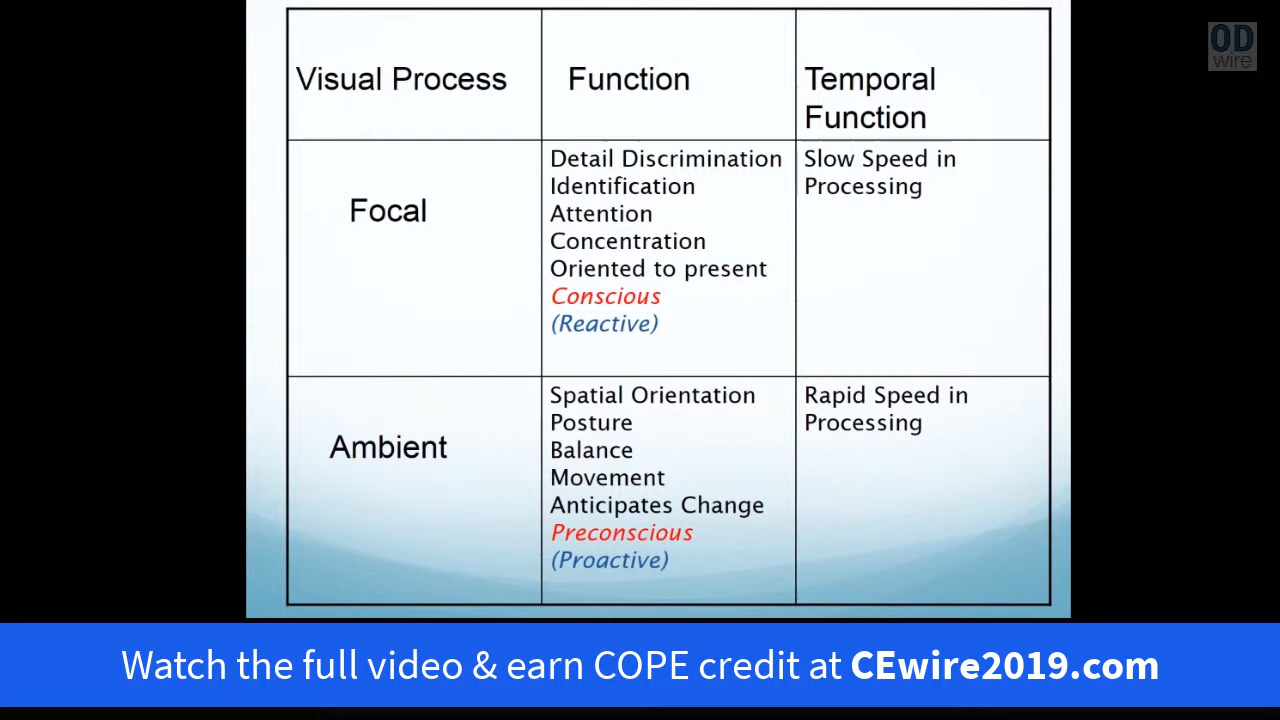 OD
wire
Visual Process
Function
Temporal
Function
Focal
Detail Discrimination
Identification
Attention
Concentration
Oriented to present
Conscious
(Reactive)
Slow Speed in
Processing
Ambient
Spatial Orientation
Posture
Balance
Movement
Anticipates Change
Preconscious
(Proactive)
Rapid Speed in
Processing
Watch the full video & earn COPE credit at CEwire2019.com